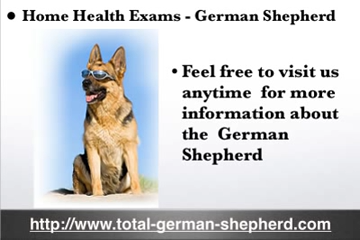 • Home Health Exams - German Shepherd
• Feel free to visit us
anytime for more
information about
the German
Shepherd
http://www.total-german-shepherd.com